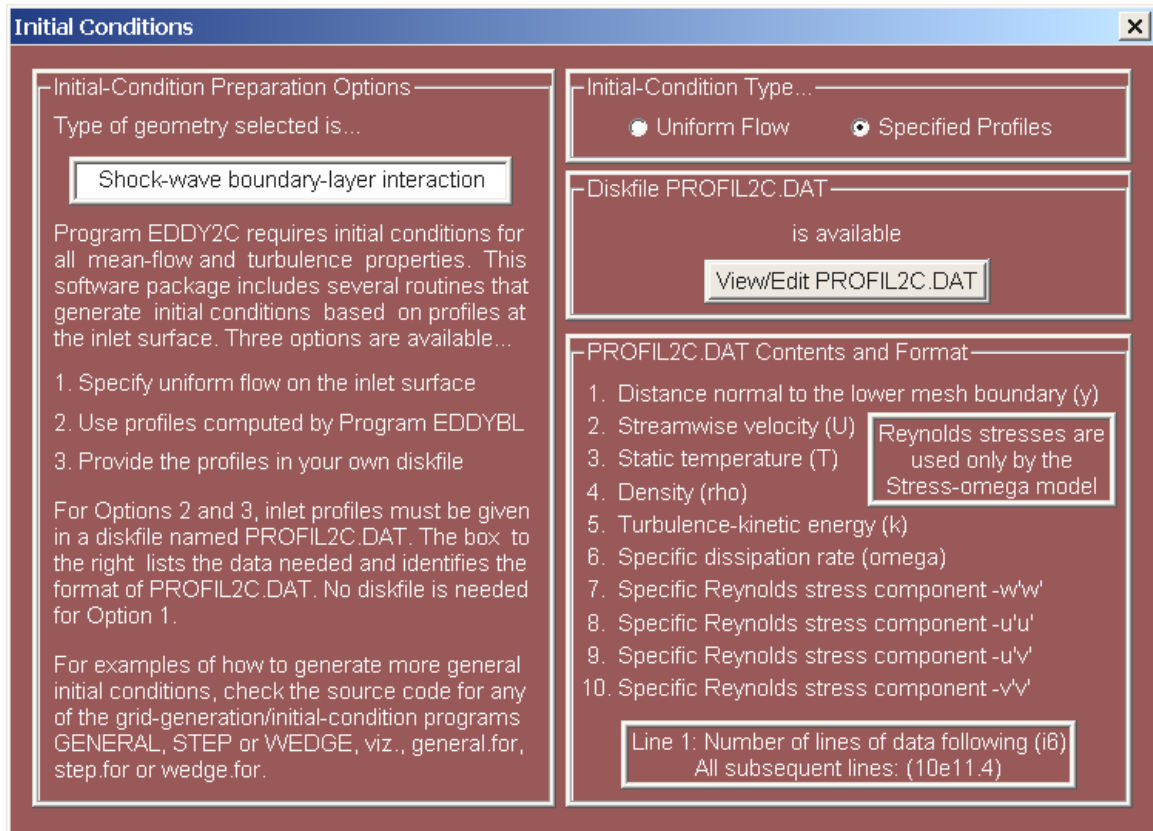 Initial Conditions
Initial-Condition Preparation Options
Type of geometry selected is...
Shock-wave boundary-layer interaction
Program EDDY2C requires initial conditions for
all mean-flow and turbulence properties. This
software package includes several routines that
generate initial conditions based on profiles at
the inlet surface. Three options are available...
1. Specify uniform flow on the inlet surface
2. Use profiles computed by Program EDDYBL
3. Provide the profiles in your own diskfile
For Options 2 and 3, inlet profiles must be given
in a diskfile named PROFIL2C.DAT. The box to
the right lists the data needed and identifies the
format of PROFIL2C.DAT. No diskfile is needed
for Option 1.
For examples of how to generate more general
initial conditions, check the source code for any
of the grid-generation/initial-condition programs
GENERAL, STEP or WEDGE, viz., general.for,
step.for or wedge.for.
Initial-Condition Type...
Uniform Flow
Specified Profiles
Diskfile PROFIL2C.DAT
is available
View/Edit PROFIL2C.DAT
PROFIL2C.DAT Contents and Format
1. Distance normal to the lower mesh boundary (y)
2. Streamwise velocity (U)
3. Static temperature (T)
4. Density (rho)
5. Turbulence-kinetic energy (k)
6. Specific dissipation rate (omega)
7. Specific Reynolds stress component -w'w'
8. Specific Reynolds stress component -u'u'
9. Specific Reynolds stress component -u'v'
10. Specific Reynolds stress component -v'v'
Reynolds stresses are
used only by the
Stress-omega model
Line 1: Number of lines of data following (i6)
All subsequent lines: (10e11.4)